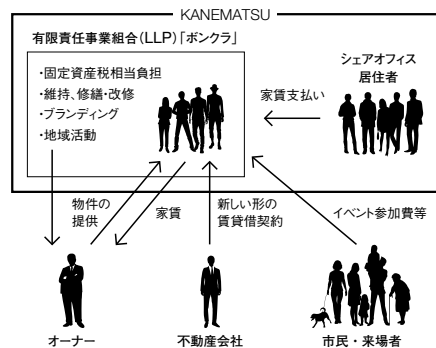 KANEMATSU
有限責任事業組合(LLP)「ボンクラ」
・固定資産税相当負担
・維持、修繕・改修
・ブランディング
・地域活動
家賃支払い
シェアオフィス
居住者
物件の
提供
家賃
新しい形の
賃貸借契約
イベント参加費等
オーナー
不動産会社
市民・来場者